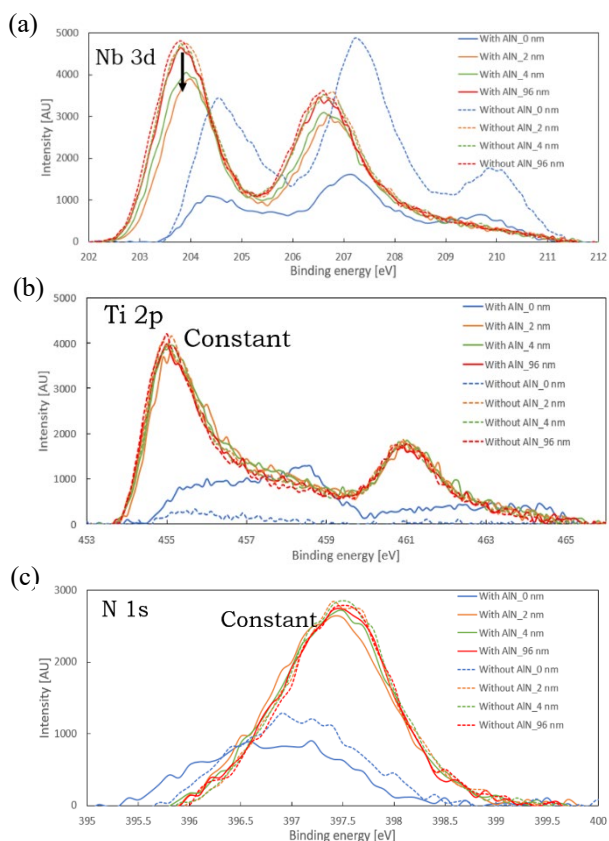 (a)
Nb 3d
Intensity [AU]
5000
4000
3000
2000
1000
0
202 203 204 205 206 207 208 209 210 211 212
Binding energy [eV]
With AlN_0 nm
With AlN_2 nm
With AlN_4 nm
With AlN_96 nm
Without AlN_0 nm
Without AlN_2 nm
Without AlN_4 nm
Without AlN_96 nm
(b)
Ti 2p
Constant
Intensity [AU]
5000
4000
3000
2000
1000
0
453 455 457 459 461 463 465
Binding energy [eV]
With AlN_0 nm
With AlN_2 nm
With AlN_4 nm
With AlN_96 nm
Without AlN_0 nm
Without AlN_2 nm
Without AlN_4 nm
Without AlN_96 nm
(c)
N 1s
Constant
Intensity [AU]
3000
2000
1000
0
395 395.5 396 396.5 397 397.5 398 398.5 399 399.5 400
Binding energy [eV]
With AlN_0 nm
With AlN_2 nm
With AlN_4 nm
With AlN_96 nm
Without AlN_0 nm
Without AlN_2 nm
Without AlN_4 nm
Without AlN_96 nm